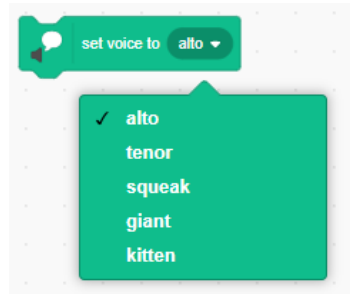 set voice to alto
alto
tenor
squeak
giant
kitten